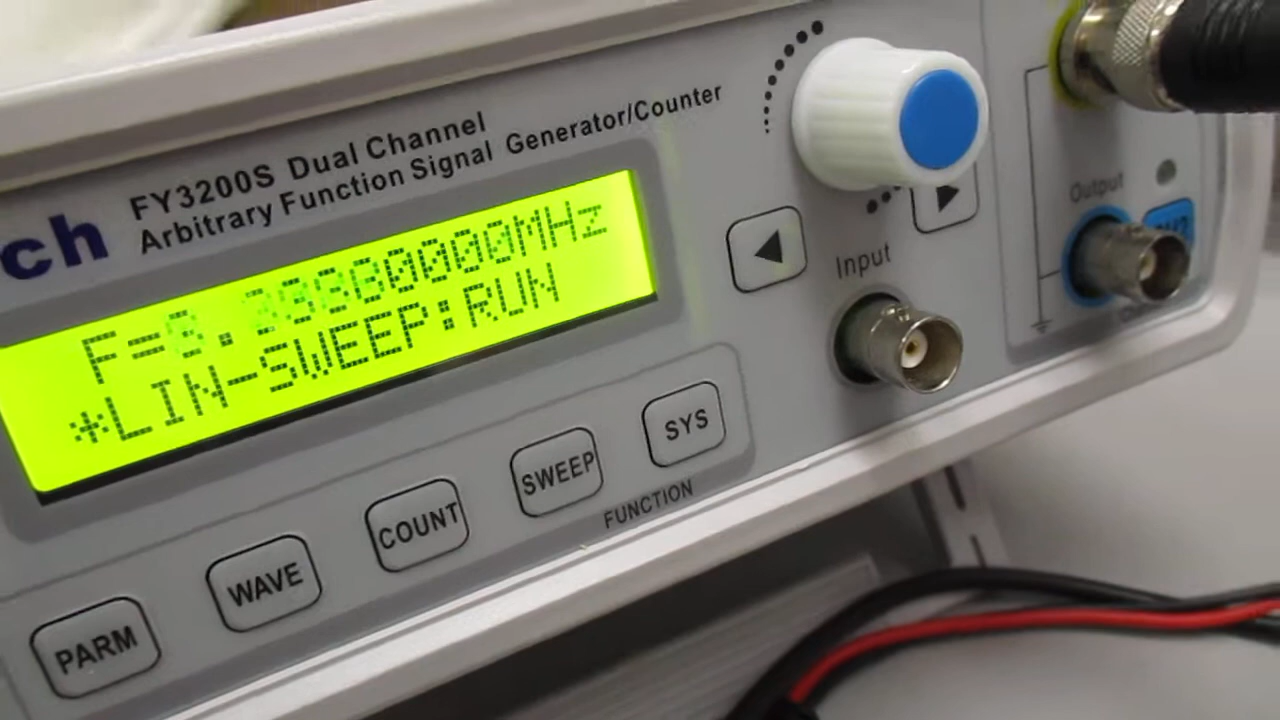 FY3200S Dual Channel
Arbitrary Function Signal Generator/Counter
ch
0000MHz
*LIN-SWEEP:RUN
PARM
WAVE
COUNT
SWEEP
SYS
FUNCTION
Input
Output